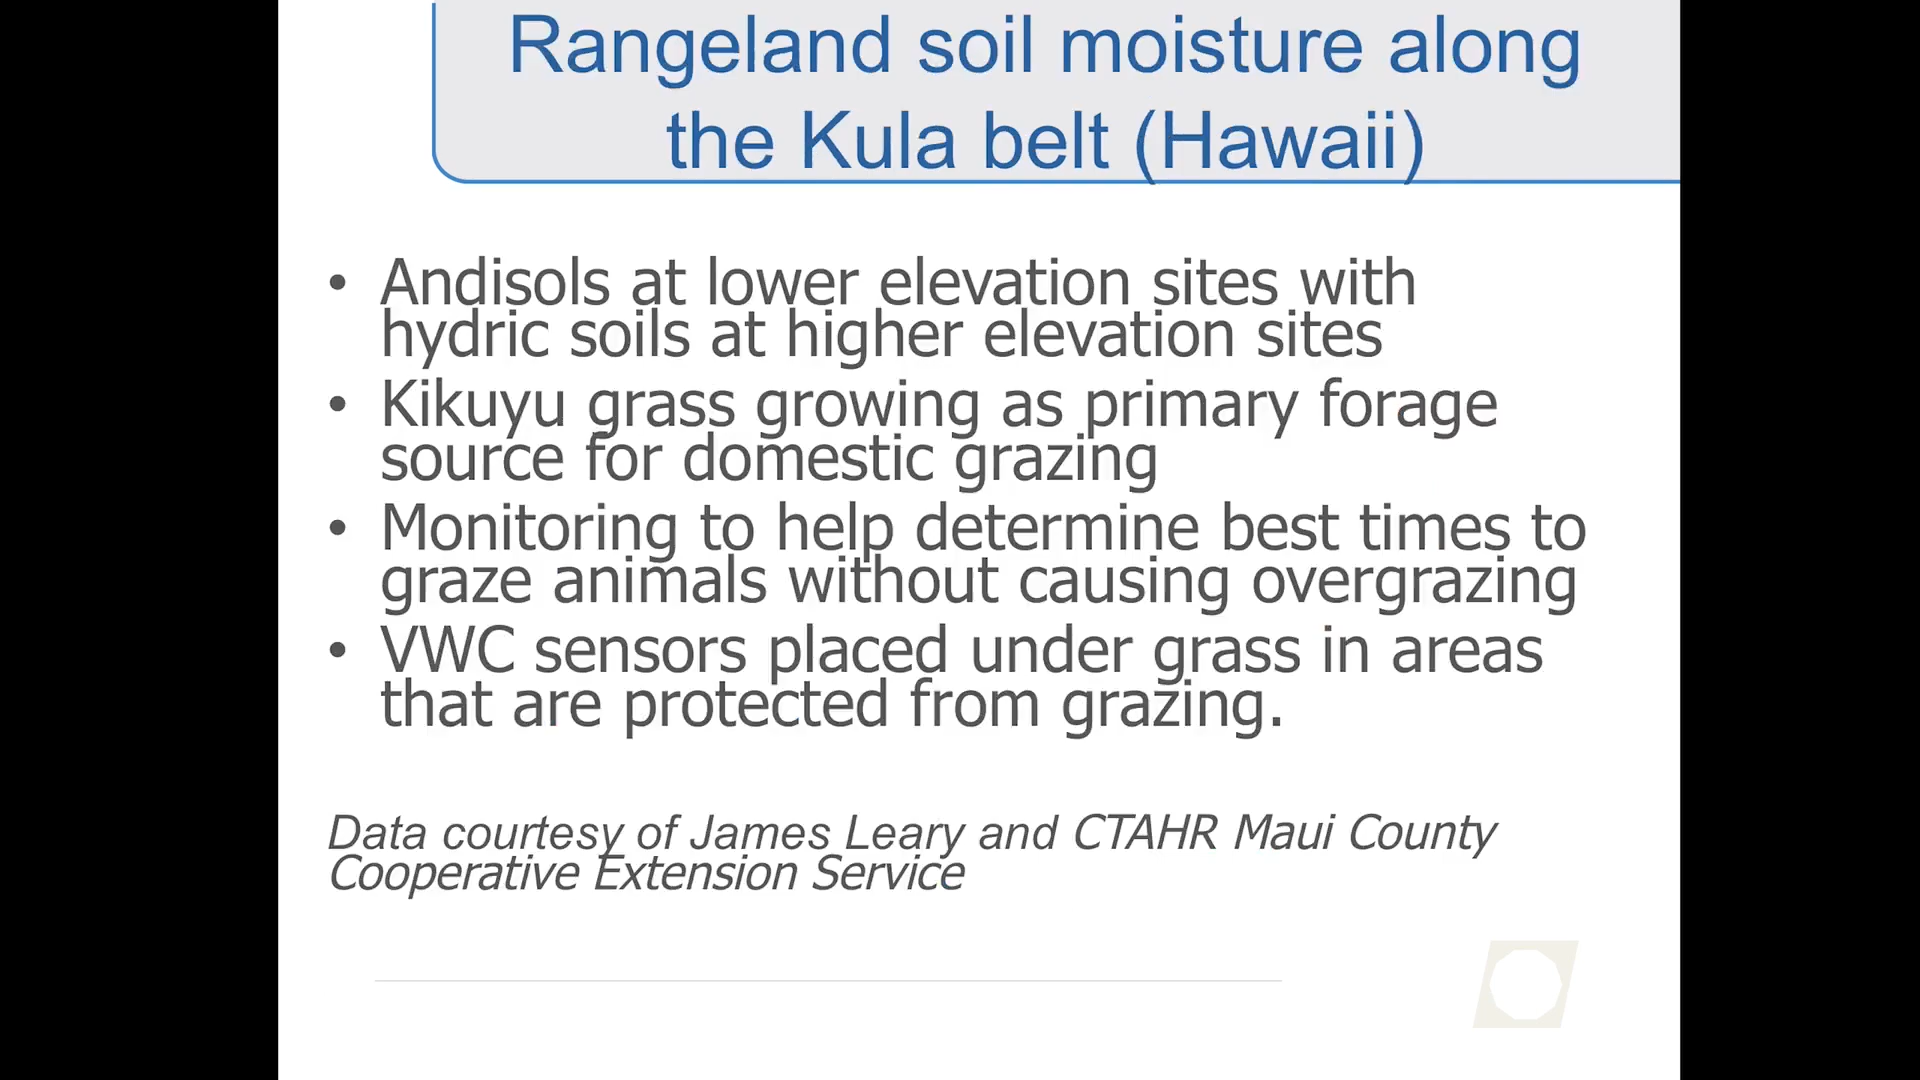 Rangeland soil moisture along
the Kula belt (Hawaii)
• Andisols at lower elevation sites with
hydric soils at higher elevation sites
• Kikuyu grass growing as primary forage
source for domestic grazing
• Monitoring to help determine best times to
graze animals without causing overgrazing
• VWC sensors placed under grass in areas
that are protected from grazing.
Data courtesy of James Leary and CTAHR Maui County
Cooperative Extension Service